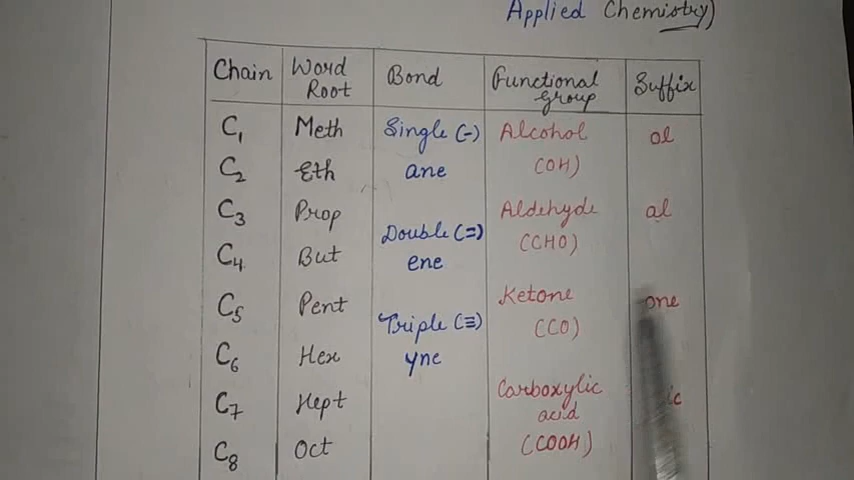 Applied Chemistry)
Chain Word Root Bond Functional Group Suffix
C₁ Meth Single (-) Alcohol ol
C₂ Eth ane (OH)
C₃ Prop Aldehyde al
C₄ But Double (=) ene (CHO)
C₅ Pent Ketone one
C₆ Hex Triple (≡) yne (CO)
C₇ Hept Carboxylic acid
C₈ Oct (COOH)